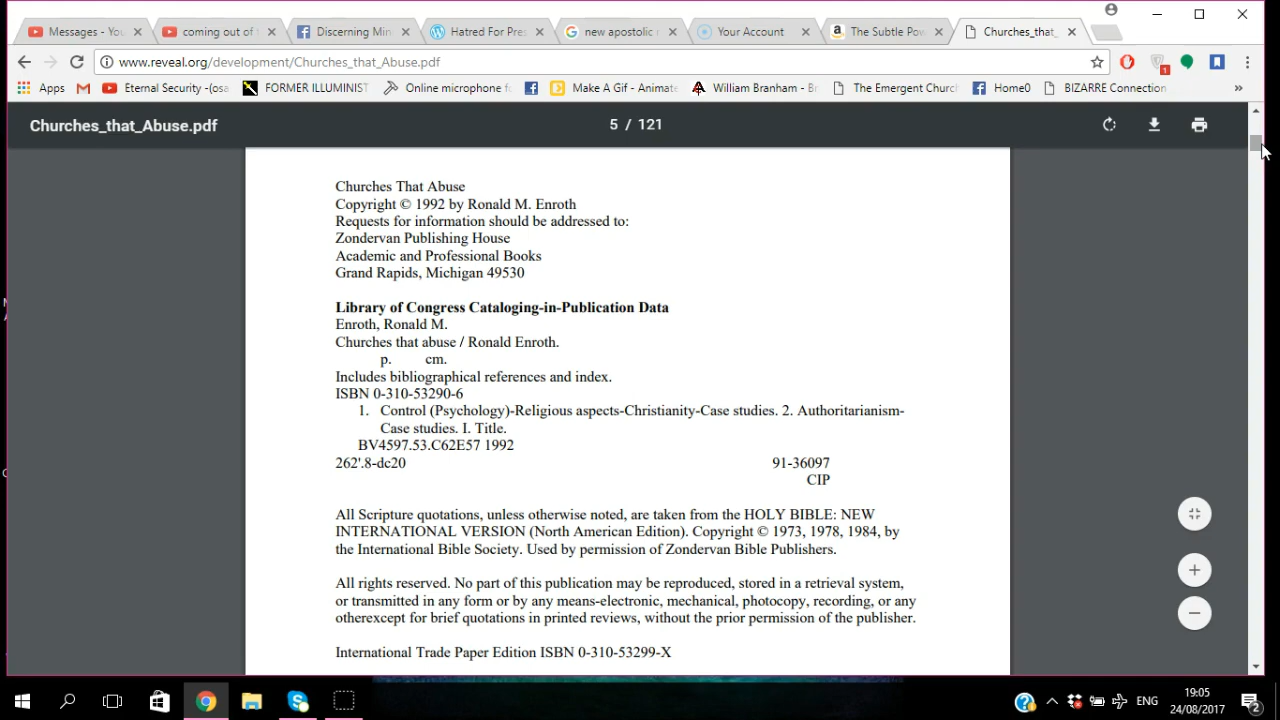 Messages - You
coming out of t
Discerning Min
Hatred For Pres
new apostolic r
Your Account
The Subtle Pow
Churches_that_
www.reveal.org/development/Churches_that_Abuse.pdf
1
Apps
Eternal Security -(osa
FORMER ILLUMINIST
Online microphone f
Make A Gif - Animate
William Branham - B
The Emergent Church
Home0
BIZARRE Connection
»
Churches_that_Abuse.pdf
5 / 121
Churches That Abuse
Copyright © 1992 by Ronald M. Enroth
Requests for information should be addressed to:
Zondervan Publishing House
Academic and Professional Books
Grand Rapids, Michigan 49530
Library of Congress Cataloging-in-Publication Data
Enroth, Ronald M.
Churches that abuse / Ronald Enroth.
p. cm.
Includes bibliographical references and index.
ISBN 0-310-53290-6
1. Control (Psychology)-Religious aspects-Christianity-Case studies. 2. Authoritarianism-
Case studies. I. Title.
BV4597.53.C62E57 1992
262'.8-dc20 91-36097
CIP
All Scripture quotations, unless otherwise noted, are taken from the HOLY BIBLE: NEW
INTERNATIONAL VERSION (North American Edition). Copyright © 1973, 1978, 1984, by
the International Bible Society. Used by permission of Zondervan Bible Publishers.
All rights reserved. No part of this publication may be reproduced, stored in a retrieval system,
or transmitted in any form or by any means-electronic, mechanical, photocopy, recording, or any
otherexcept for brief quotations in printed reviews, without the prior permission of the publisher.
International Trade Paper Edition ISBN 0-310-53299-X
ENG
19:05
24/08/2017
2